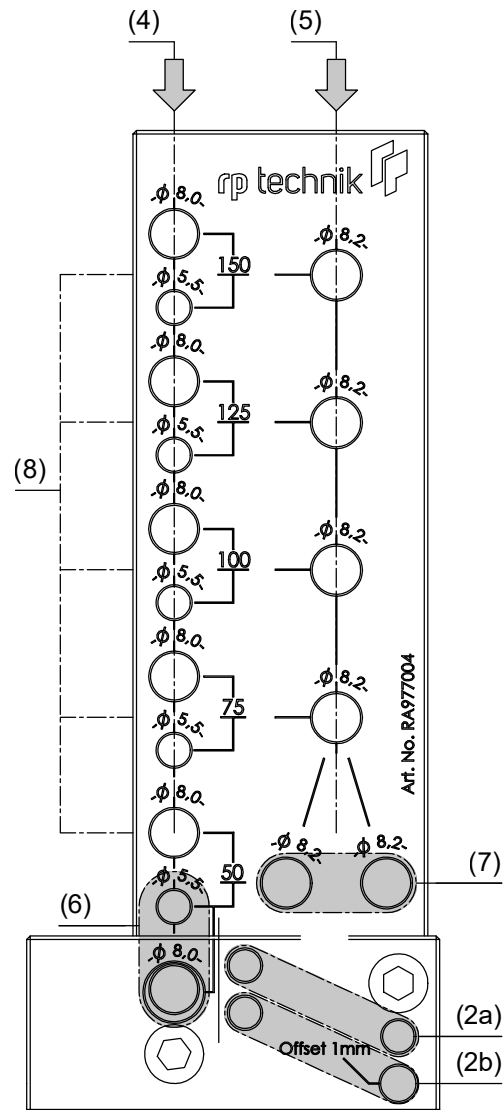 (4)
(5)
rp technik
-ϕ 8,0-
-ϕ 8,2-
150
-ϕ 5,5-
-ϕ 8,0-
-ϕ 8,2-
125
-ϕ 5,5-
(8)
-ϕ 8,0-
-ϕ 8,2-
100
-ϕ 5,5-
-ϕ 8,0-
-ϕ 8,2-
75
-ϕ 5,5-
Art. No. RA977004
-ϕ 8,0-
-ϕ 8,2-
-ϕ 8,2-
50
(7)
-ϕ 5,5-
(6)
-ϕ 8,0-
(2a)
Offset 1mm
(2b)